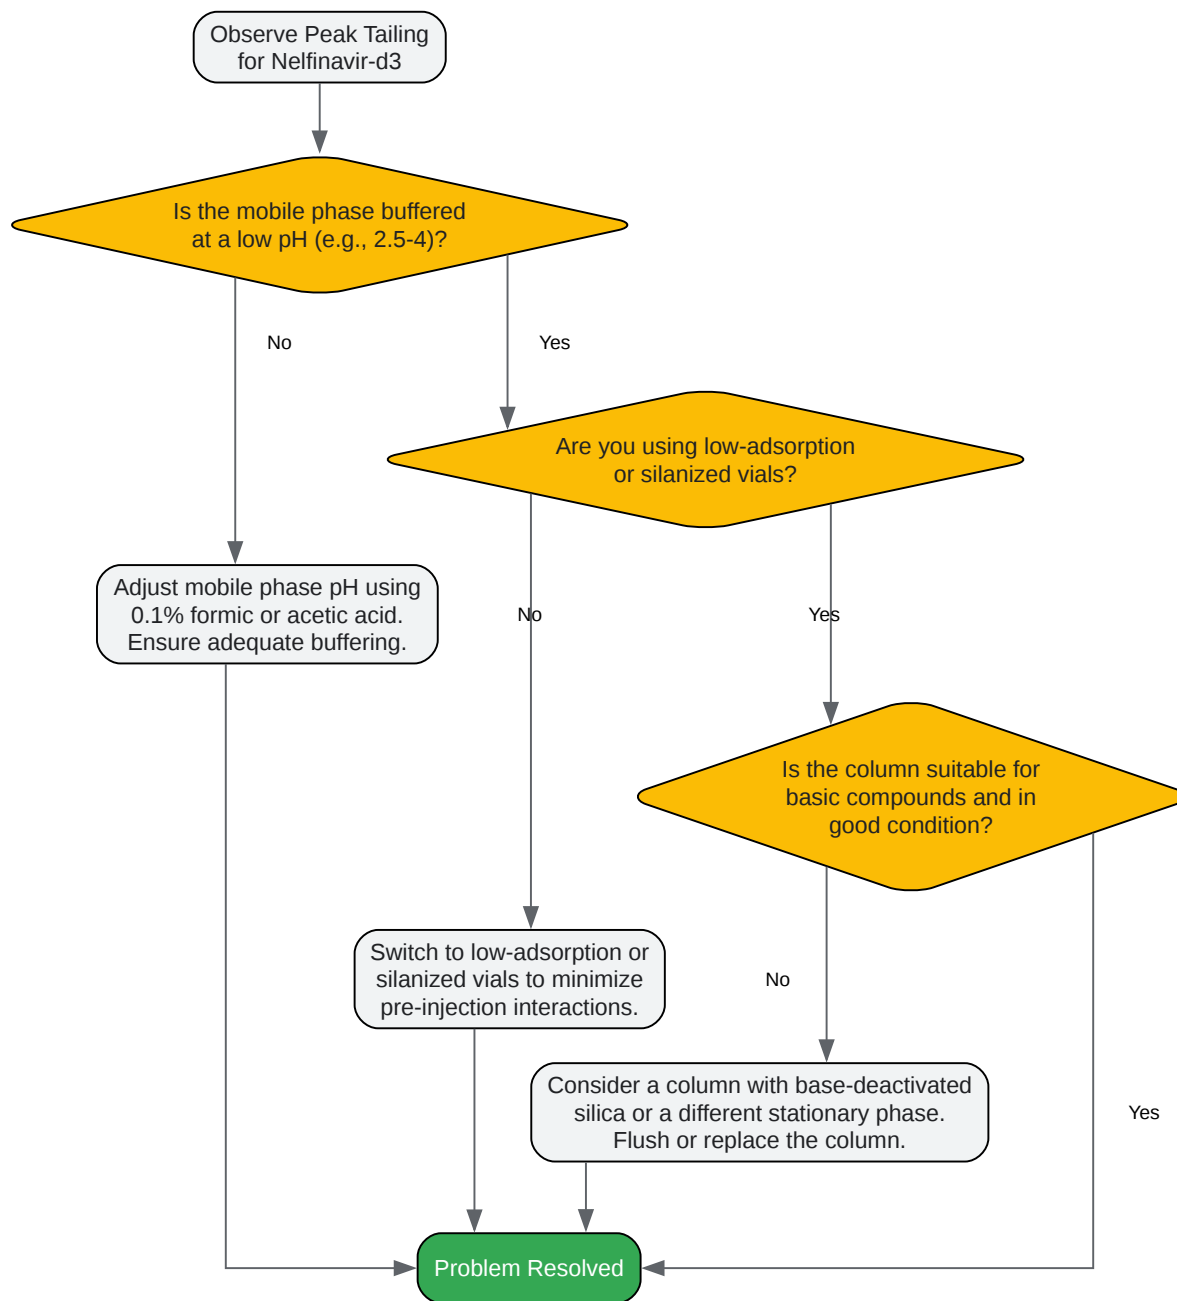 Observe Peak Tailing
for Nelfinavir-d3
Is the mobile phase buffered
at a low pH (e.g., 2.5-4)?
No
Yes
Are you using low-adsorption
or silanized vials?
Adjust mobile phase pH using
0.1% formic or acetic acid.
Ensure adequate buffering.
No
Yes
Is the column suitable for
basic compounds and in
good condition?
Switch to low-adsorption or
silanized vials to minimize
pre-injection interactions.
No
Consider a column with base-deactivated
silica or a different stationary phase.
Flush or replace the column.
Yes
Problem Resolved